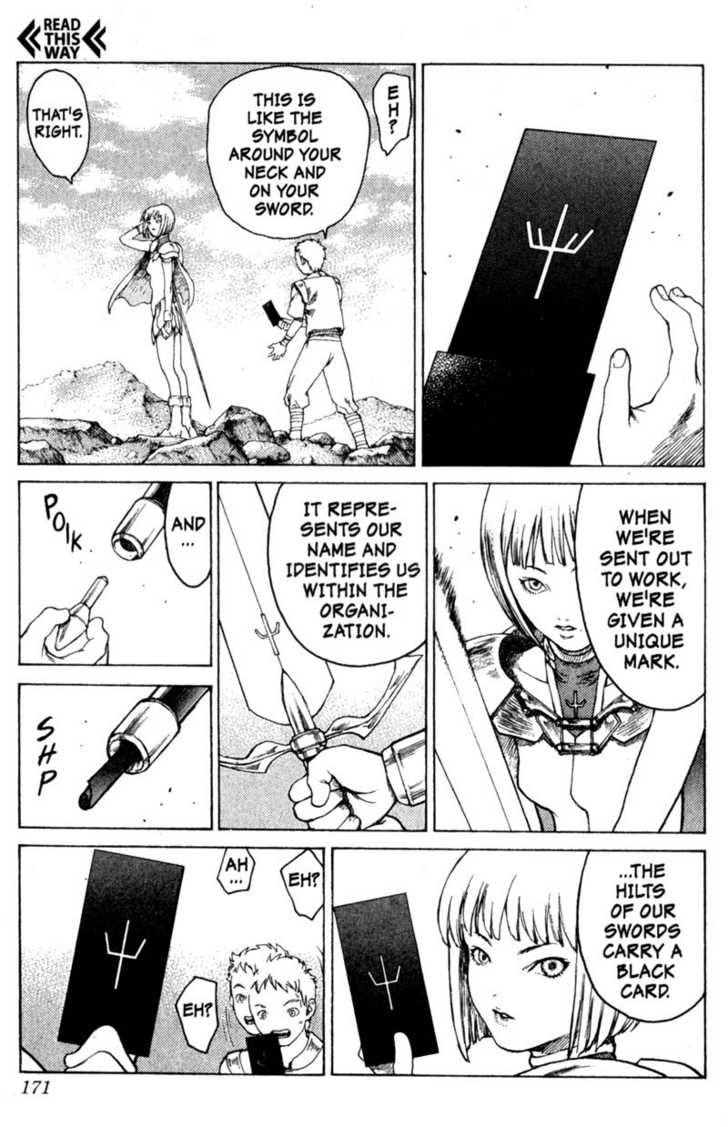 READ
THIS
WAY
EH?
THIS IS
LIKE THE
SYMBOL
AROUND YOUR
NECK AND
ON YOUR
SWORD.
THAT'S
RIGHT.
WHEN
WE'RE
SENT OUT
TO WORK,
WE'RE
GIVEN A
UNIQUE
MARK.
IT REPRE-
SENTS OUR
NAME AND
IDENTIFIES US
WITHIN THE
ORGANI-
ZATION.
AND
...
POIK
SHP
...THE
HILTS
OF OUR
SWORDS
CARRY A
BLACK
CARD.
EH?
AH
...
EH?
171